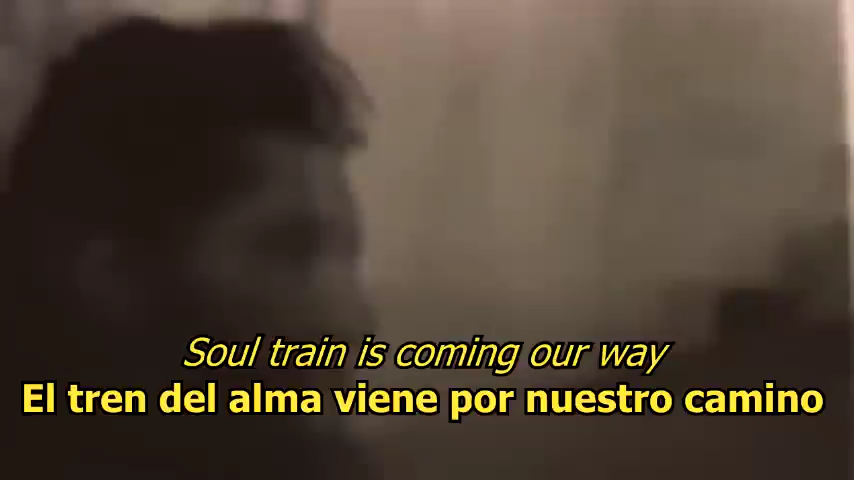 Soul train is coming our way
El tren del alma viene por nuestro camino